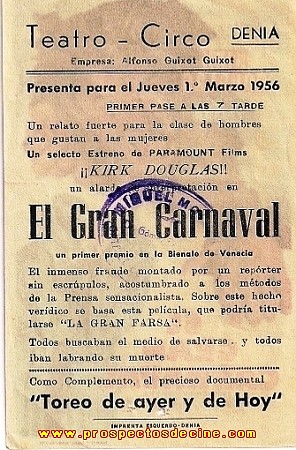 Teatro - Circo DENIA
Empresa: Alfonso Guixot Guixot
Presenta para el Jueves 1.º Marzo 1956
PRIMER PASE A LAS 7 TARDE
Un relato fuerte para la clase de hombres
que gustan a las mujeres
Un selecto Estreno de PARAMOUNT Films
¡¡KIRK DOUGLAS!!
un alarde interpretación en
MIGUEL M
El Gran Carnaval
un primer premio en la Bienale de Venecia
El inmenso fraude montado por un repórter
sin escrúpulos, acostumbrado a los métodos
de la Prensa sensacionalista. Sobre este hecho
verídico se basa esta película, que podría titu-
larse "LA GRAN FARSA".
Todos buscaban el medio de salvarse. y todos
iban labrando su muerte
Como Complemento, el precioso documental
"Toreo de ayer y de Hoy"
IMPRENTA ESQUERDO-DENIA
www.prospectosdecine.com